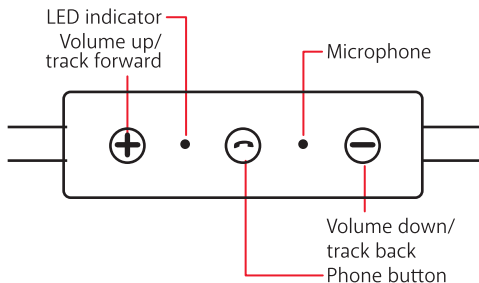 LED indicator
Volume up/
track forward
Microphone
Volume down/
track back
Phone button